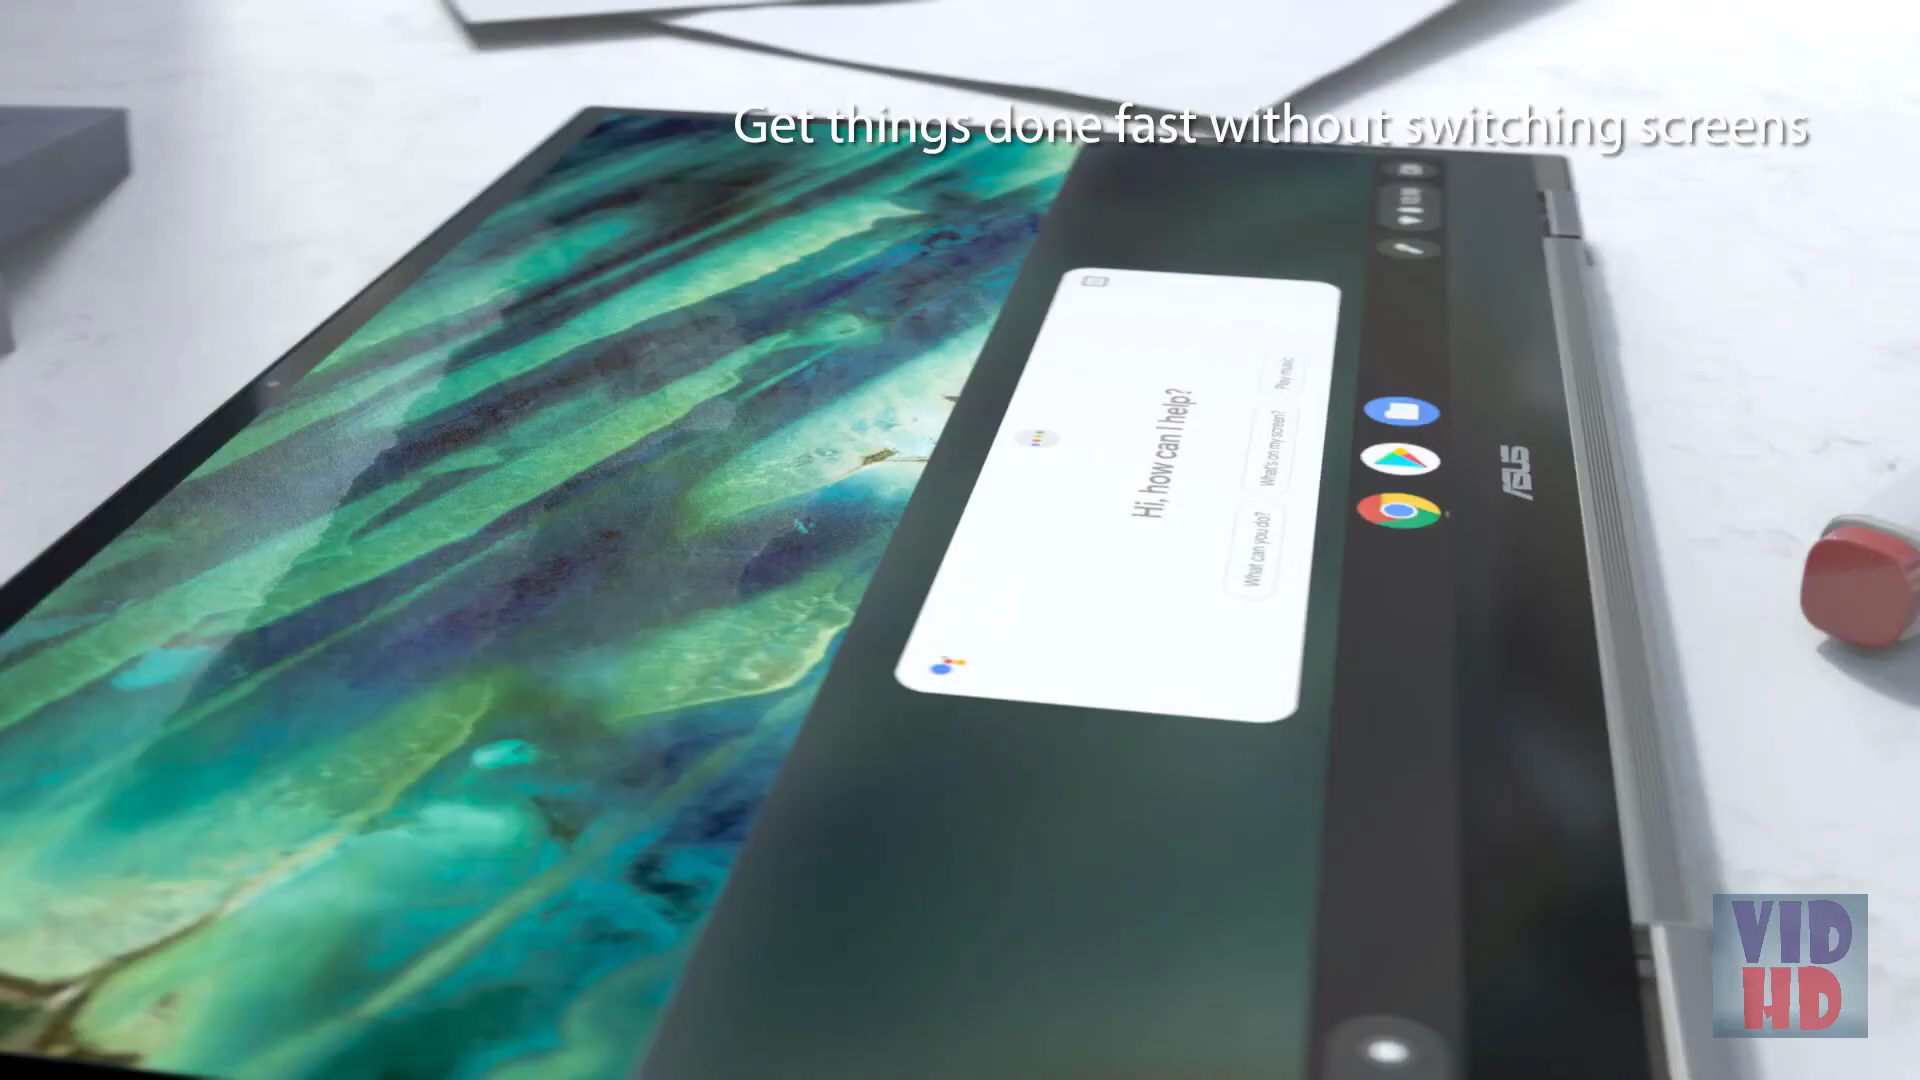 Get things done fast without switching screens
Hi, how can I help?
What can you do?
What's on my screen?
Play music
ASUS
VID
HD